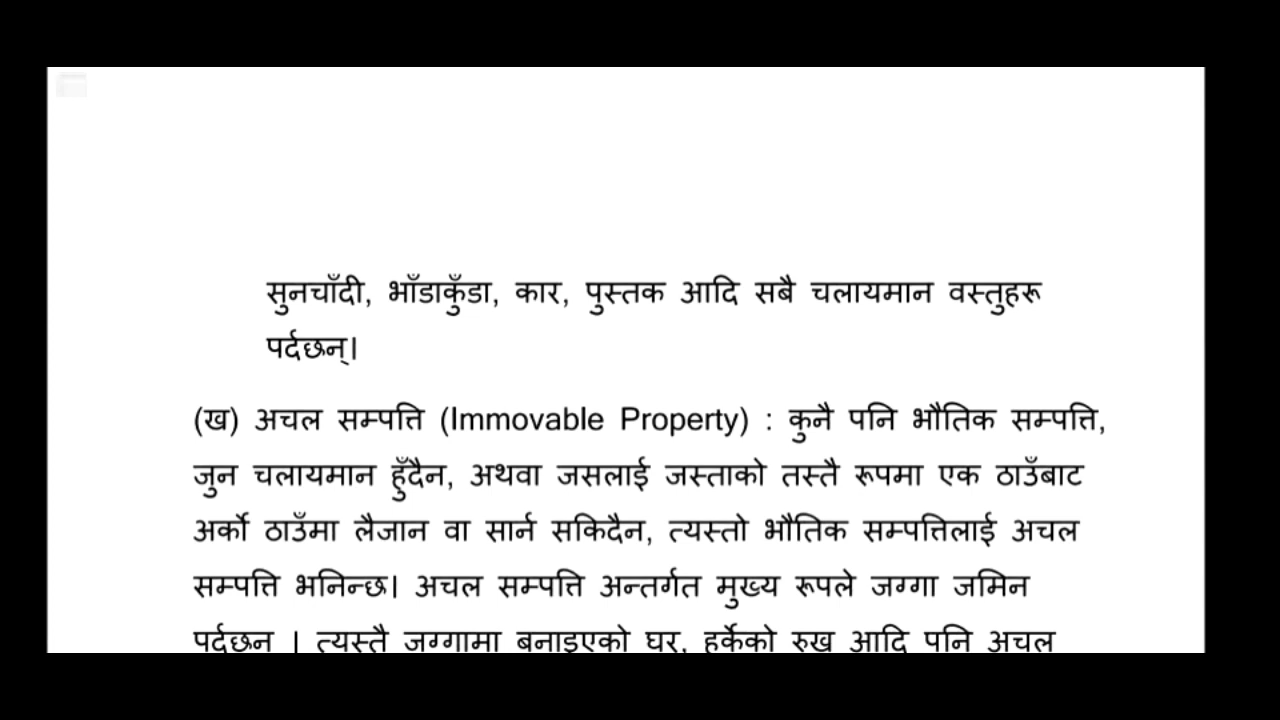 सुनचाँदी, भाँडाकुँडा, कार, पुस्तक आदि सबै चलायमान वस्तुहरू
पर्दछन्।
(ख) अचल सम्पत्ति (Immovable Property) : कुनै पनि भौतिक सम्पत्ति,
जुन चलायमान हुँदैन, अथवा जसलाई जस्ताको तस्तै रूपमा एक ठाउँबाट
अर्को ठाउँमा लैजान वा सार्न सकिदैन, त्यस्तो भौतिक सम्पत्तिलाई अचल
सम्पत्ति भनिन्छ। अचल सम्पत्ति अन्तर्गत मुख्य रूपले जग्गा जमिन
पर्दछन । त्यस्तै जग्गामा बनाइएको घर, हर्केको रुख आदि पनि अचल